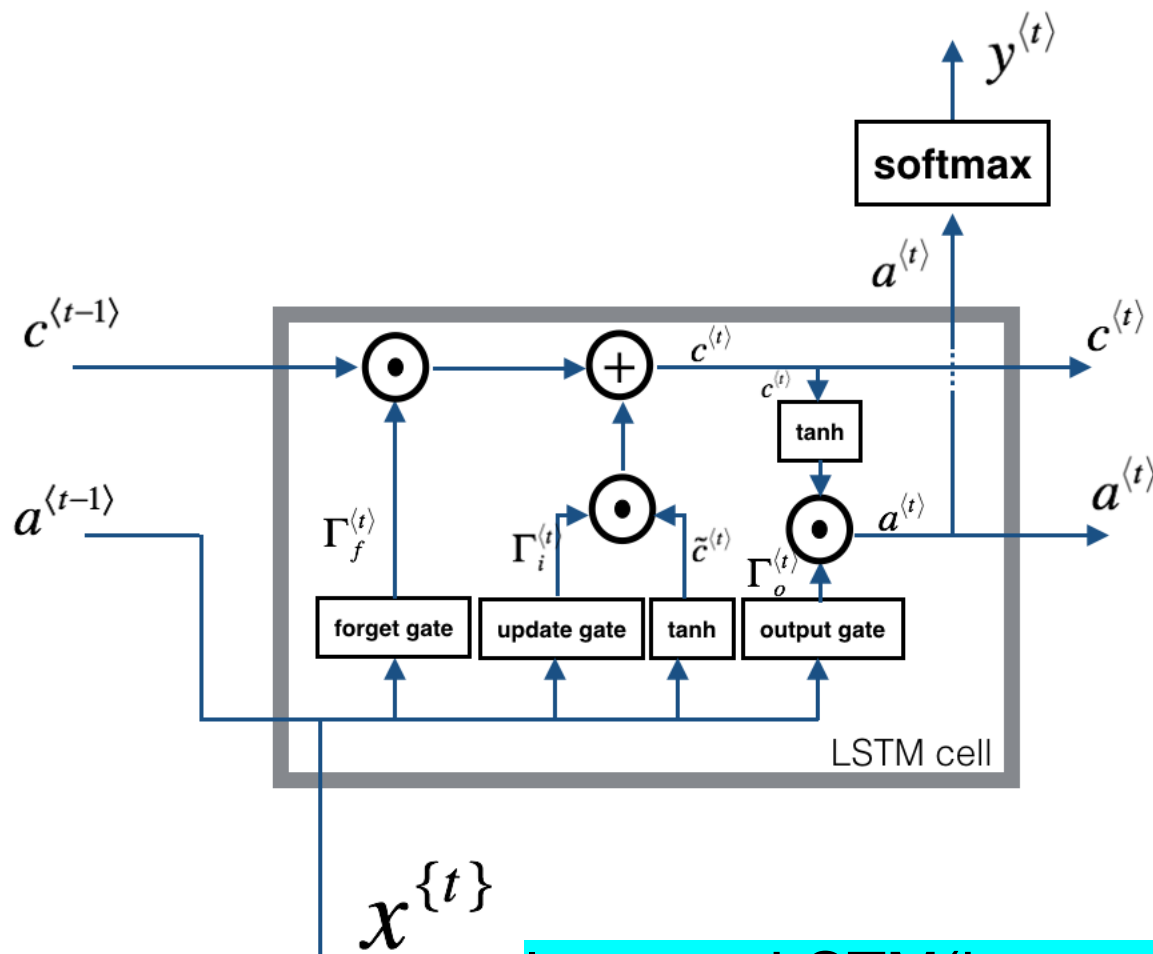 y⟨t⟩
softmax
a⟨t⟩
c⟨t−1⟩
c⟨t⟩
c⟨t⟩
c⟨t⟩
tanh
a⟨t−1⟩
a⟨t⟩
a⟨t⟩
Γf⟨t⟩
Γi⟨t⟩
c̃⟨t⟩
Γo⟨t⟩
forget gate
update gate
tanh
output gate
LSTM cell
x{t}